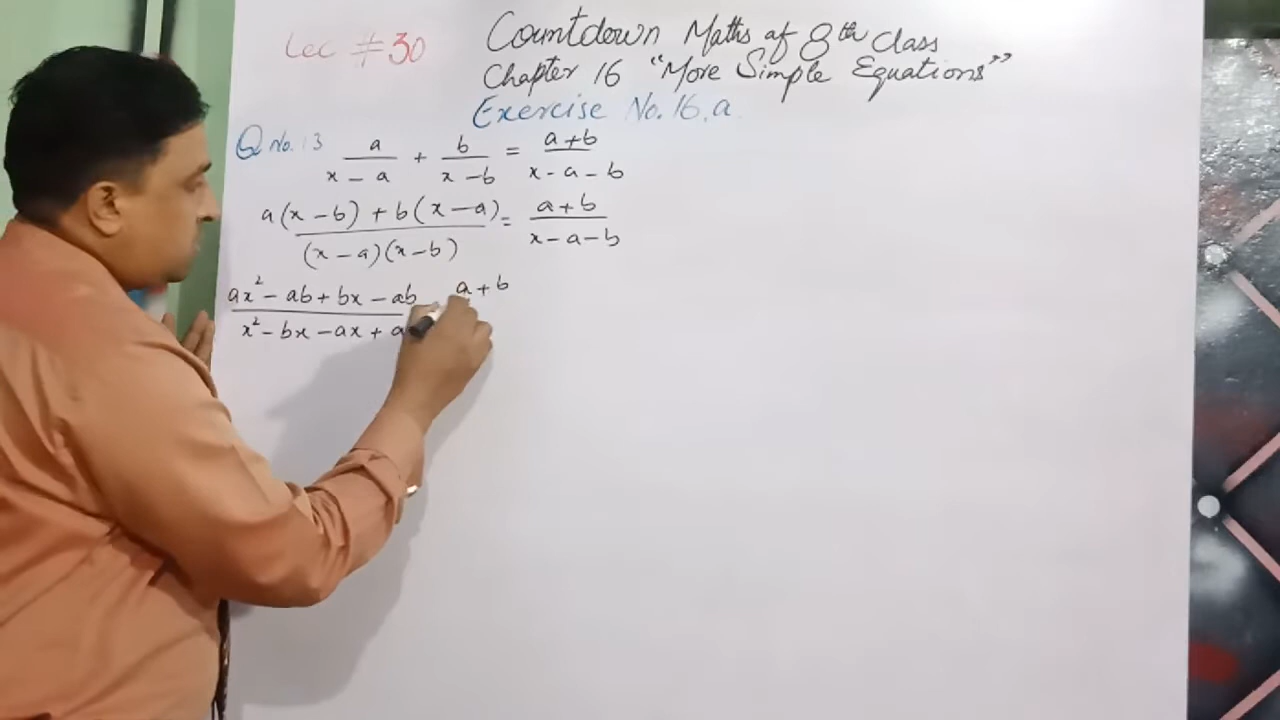 Lec # 30
Countdown Maths of 8th Class
Chapter 16 "More Simple Equations"
Exercise No. 16.a
Q No. 13 a/(x - a) + b/(x - b) = (a + b)/(x - a - b)
(a(x - b) + b(x - a))/((x - a)(x - b)) = (a + b)/(x - a - b)
(ax² - ab + bx - ab)/(x² - bx - ax + a a + b